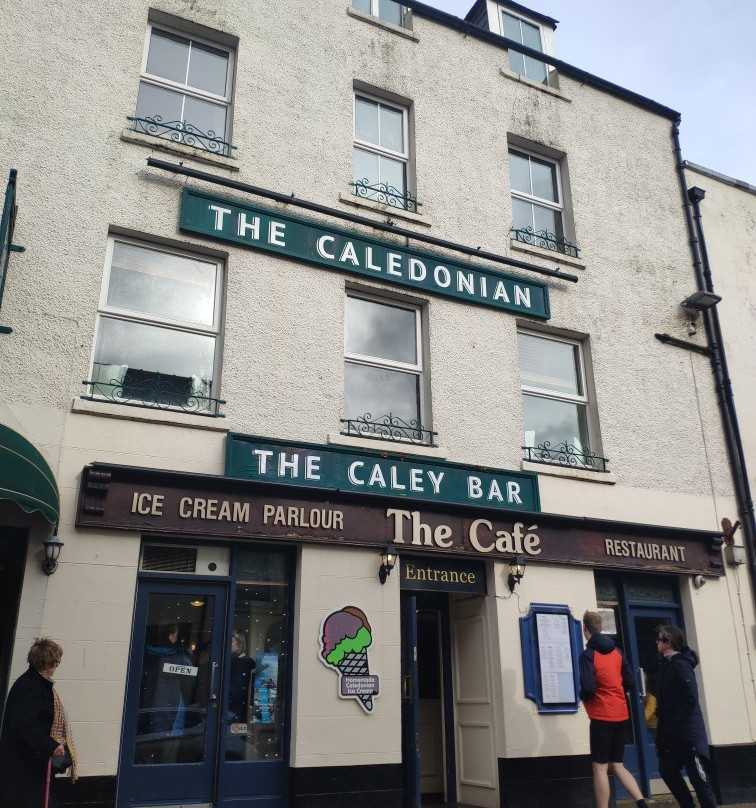 THE CALEDONIAN
THE CALEY BAR
ICE CREAM PARLOUR
The Café
RESTAURANT
Entrance
OPEN
Homemade
Caledonian
Ice Cream